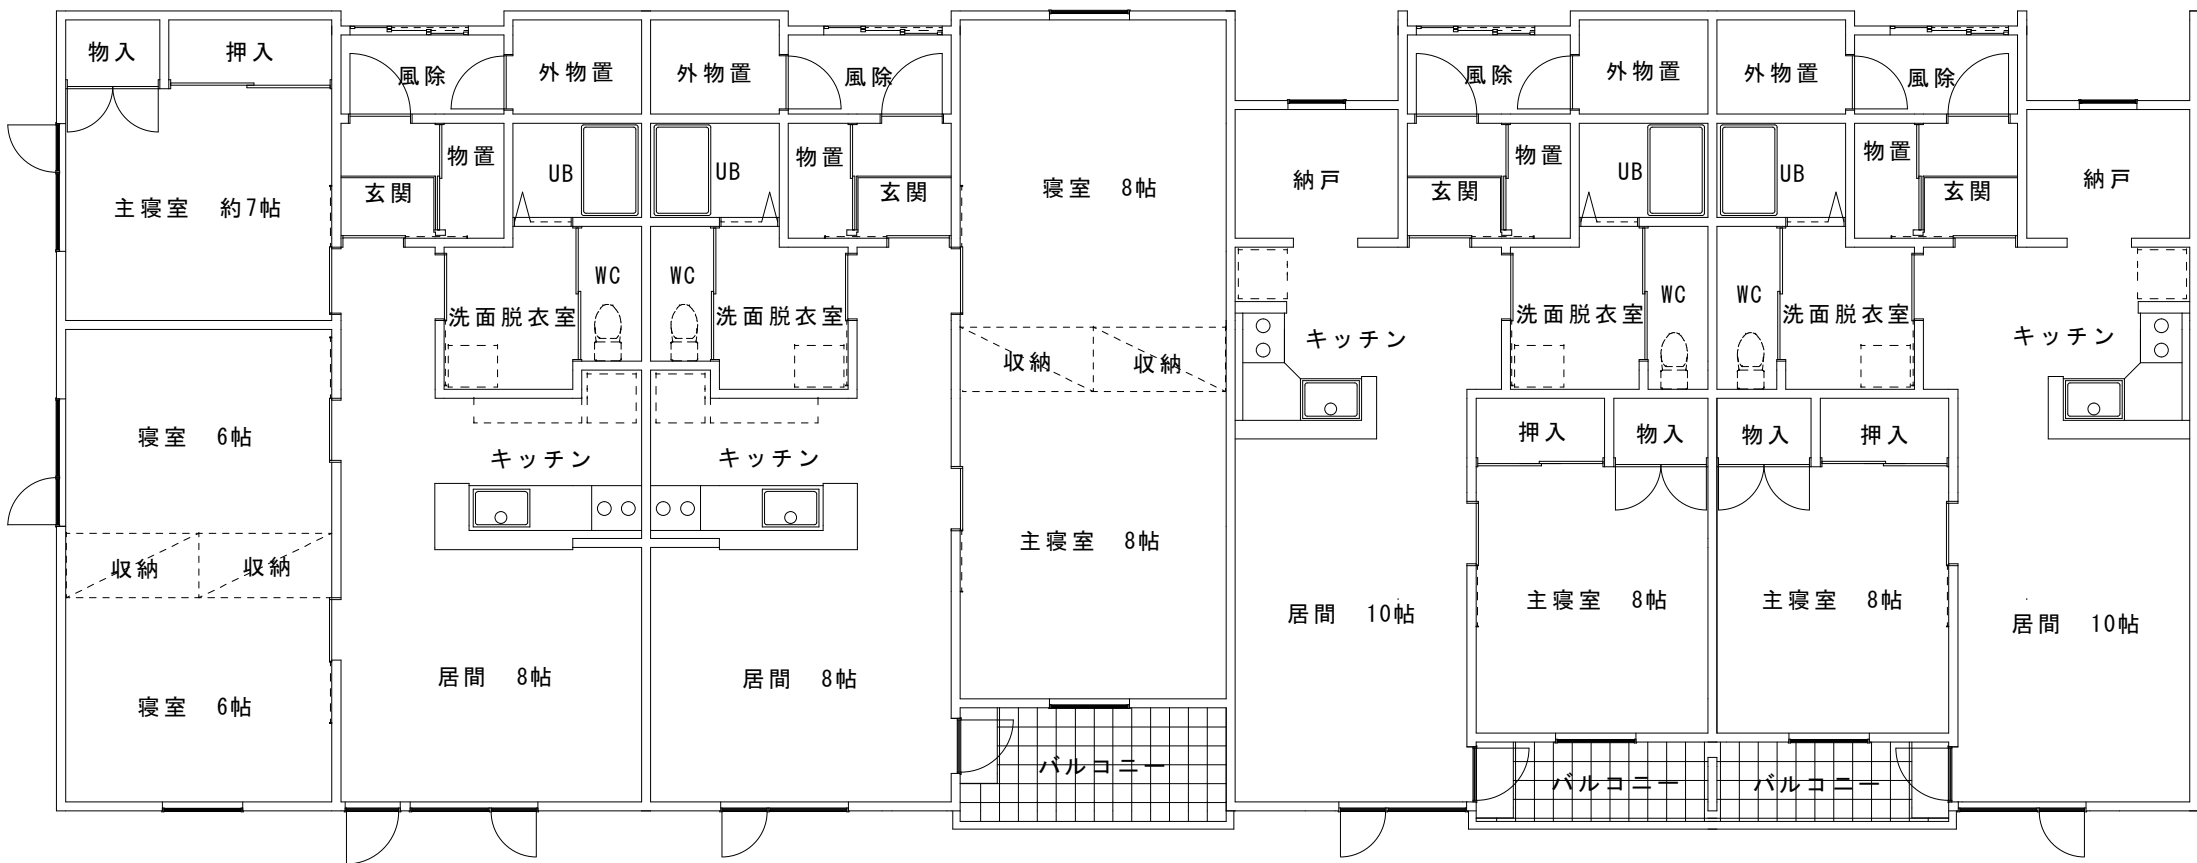 物入
押入
風除
外物置
外物置
風除
風除
外物置
外物置
風除
物置
UB
UB
物置
物置
UB
UB
物置
主寝室　約7帖
玄関
玄関
寝室　8帖
納戸
玄関
玄関
納戸
WC
WC
WC
WC
洗面脱衣室
洗面脱衣室
洗面脱衣室
洗面脱衣室
収納
収納
キッチン
キッチン
寝室　6帖
キッチン
キッチン
押入
物入
物入
押入
収納
収納
主寝室　8帖
主寝室　8帖
主寝室　8帖
居間　10帖
居間　10帖
寝室　6帖
居間　8帖
居間　8帖
バルコニー
バルコニー
バルコニー